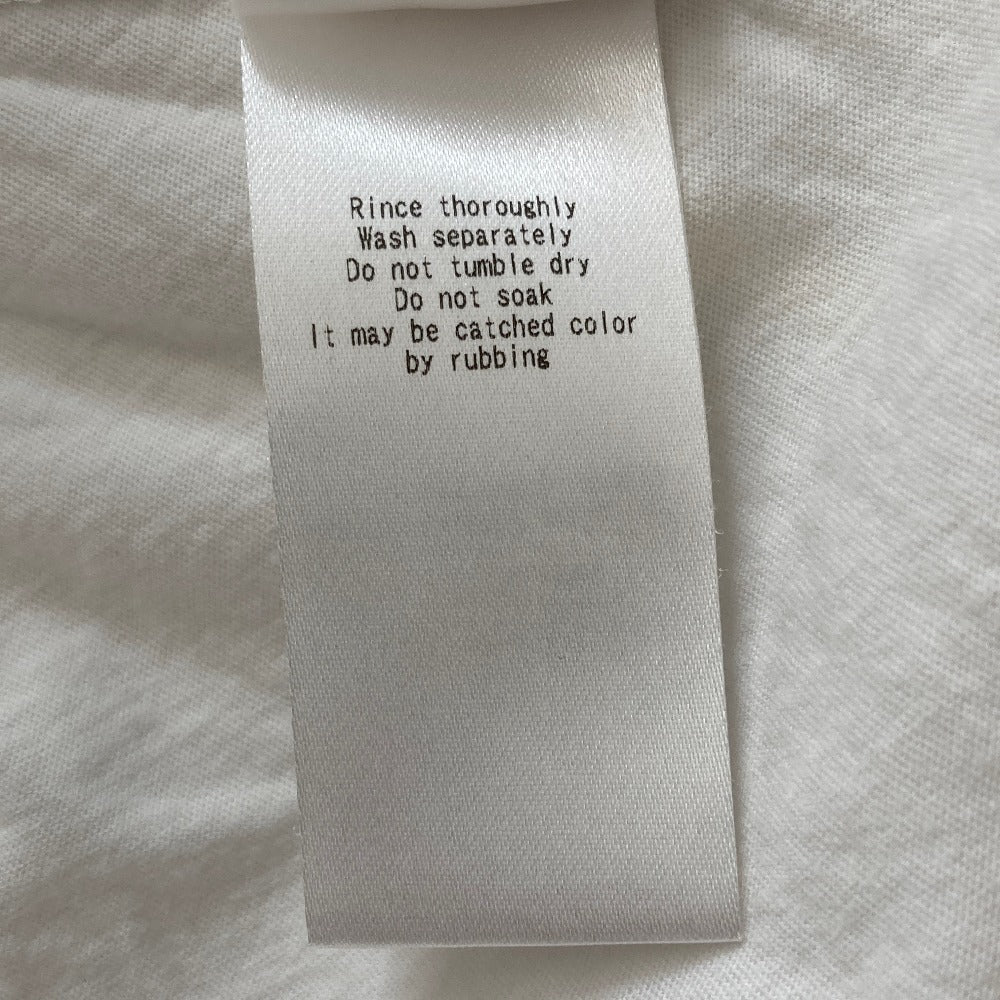 Rince thoroughly
Wash separately
Do not tumble dry
Do not soak
It may be catched color
by rubbing